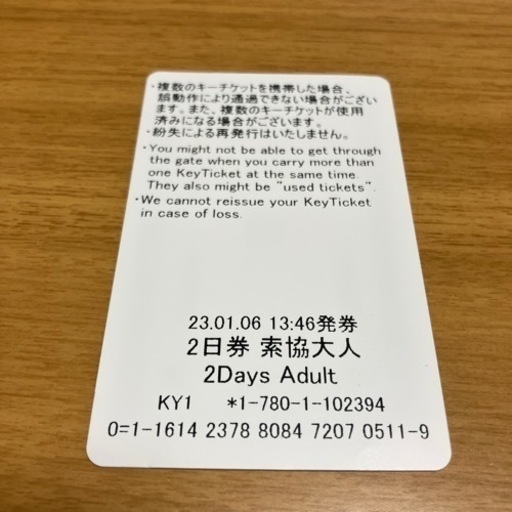 ・複数のキーチケットを携帯した場合、
誤動作により通過できない場合がござい
ます。また、複数のキーチケットが使用
済みになる場合がございます。
・紛失による再発行はいたしません。
・You might not be able to get through
the gate when you carry more than
one KeyTicket at the same time.
They also might be "used tickets".
・We cannot reissue your KeyTicket
in case of loss.
23.01.06 13:46発券
2日券 索協大人
2Days Adult
KY1 *1-780-1-102394
0=1-1614 2378 8084 7207 0511-9